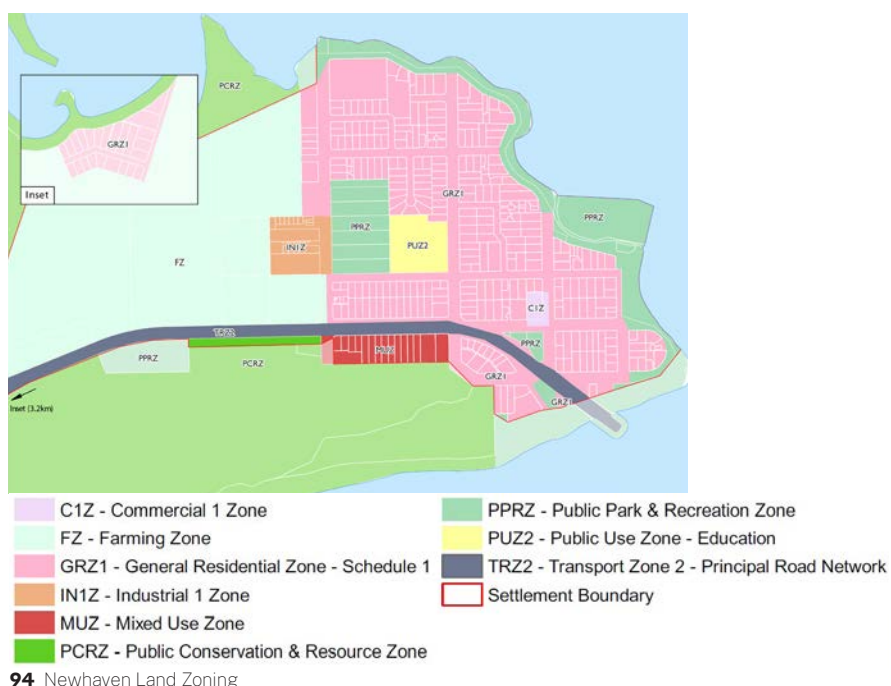 PCRZ
GRZ1
Inset
GRZ1
PPRZ
PPRZ
PUZ2
IN1Z
FZ
C1Z
TRZ2
PPRZ
MUZ
PPRZ
PCRZ
GRZ1
GRZ1
Inset (3.2km)
C1Z - Commercial 1 Zone
FZ - Farming Zone
GRZ1 - General Residential Zone - Schedule 1
IN1Z - Industrial 1 Zone
MUZ - Mixed Use Zone
PCRZ - Public Conservation & Resource Zone
PPRZ - Public Park & Recreation Zone
PUZ2 - Public Use Zone - Education
TRZ2 - Transport Zone 2 - Principal Road Network
Settlement Boundary
94 Newhaven Land Zoning